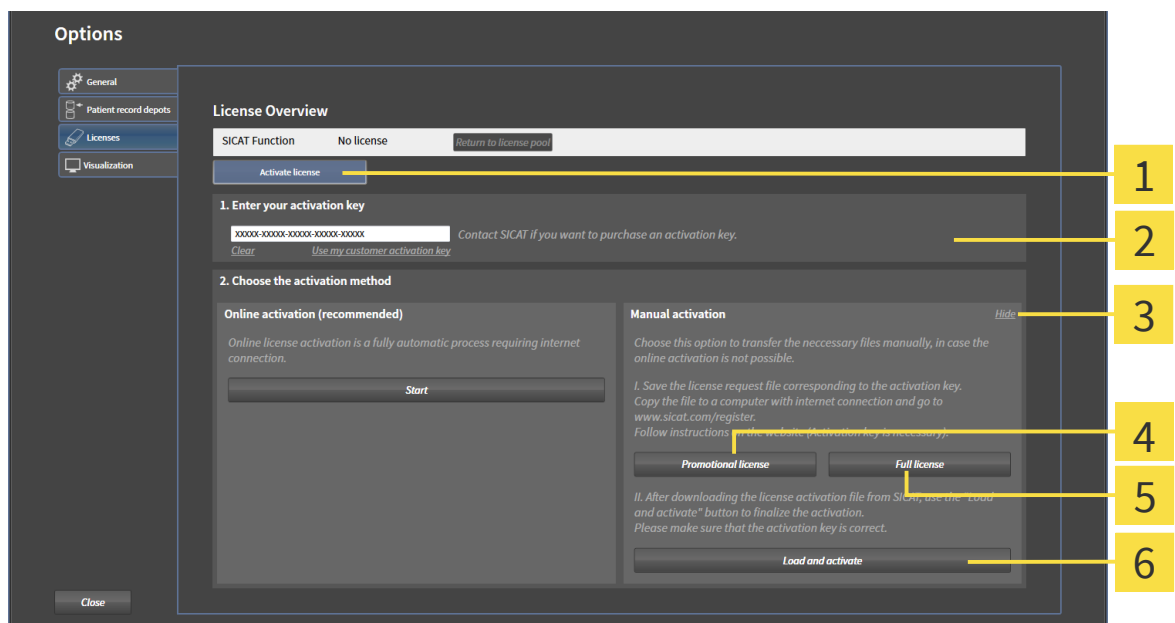 Options
General
Patient record depots
Licenses
Visualization
License Overview
SICAT Function No license Return to license pool
Activate license
1
1. Enter your activation key
XXXXX-XXXXX-XXXXX-XXXXX-XXXXX Contact SICAT if you want to purchase an activation key.
Clear Use my customer activation key
2
2. Choose the activation method
Online activation (recommended)
Online license activation is a fully automatic process requiring internet
connection.
Start
Manual activation Hide
3
Choose this option to transfer the neccessary files manually, in case the
online activation is not possible.
I. Save the license request file corresponding to the activation key.
Copy the file to a computer with internet connection and go to
www.sicat.com/register.
Follow instructions on the website (Activation key is necessary).
4
Promotional license Full license
5
II. After downloading the license activation file from SICAT, use the "Load
and activate" button to finalize the activation.
Please make sure that the activation key is correct.
Load and activate
6
Close